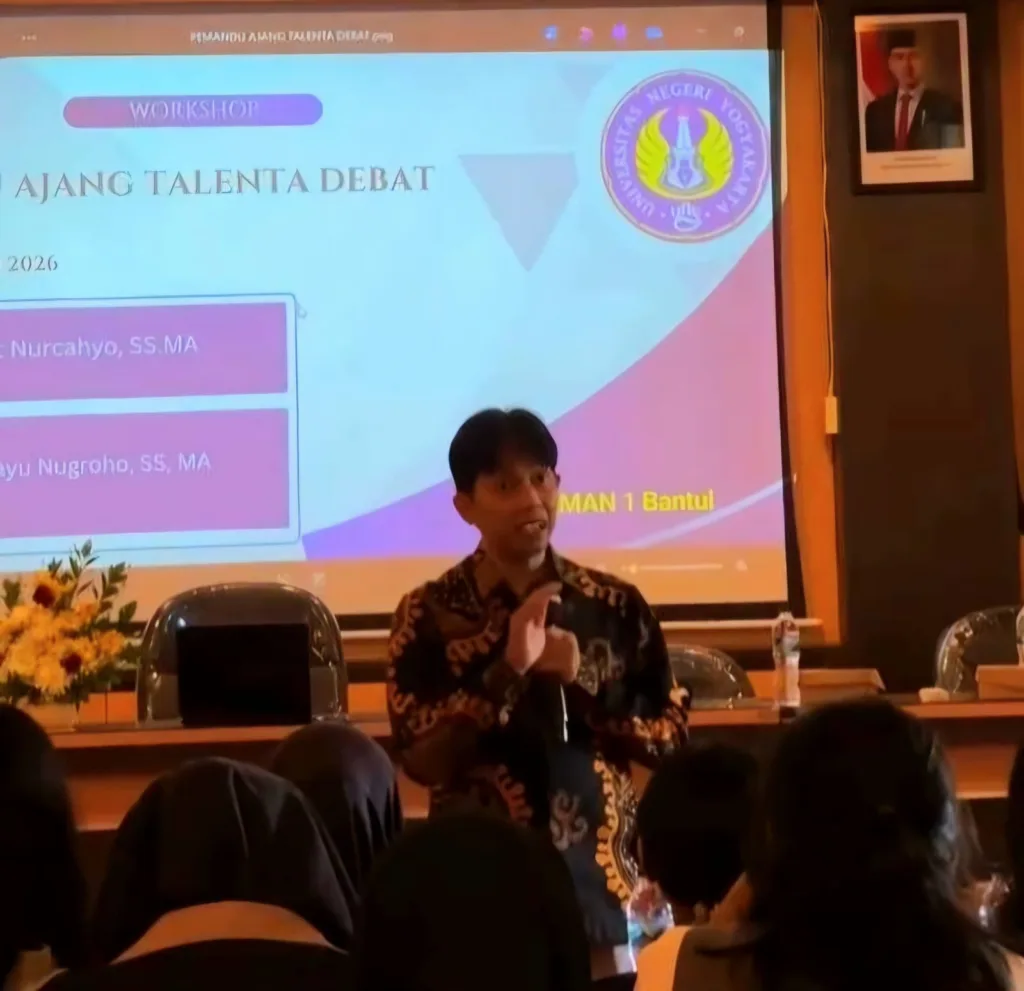 PEMANDU AJANG TALENTA DEBAT.png
WORKSHOP
AJANG TALENTA DEBAT
2026
Nurcahyo, SS.MA
Nugroho, SS, MA
UNIVERSITAS NEGERI YOGYAKARTA
MAN 1 Bantul